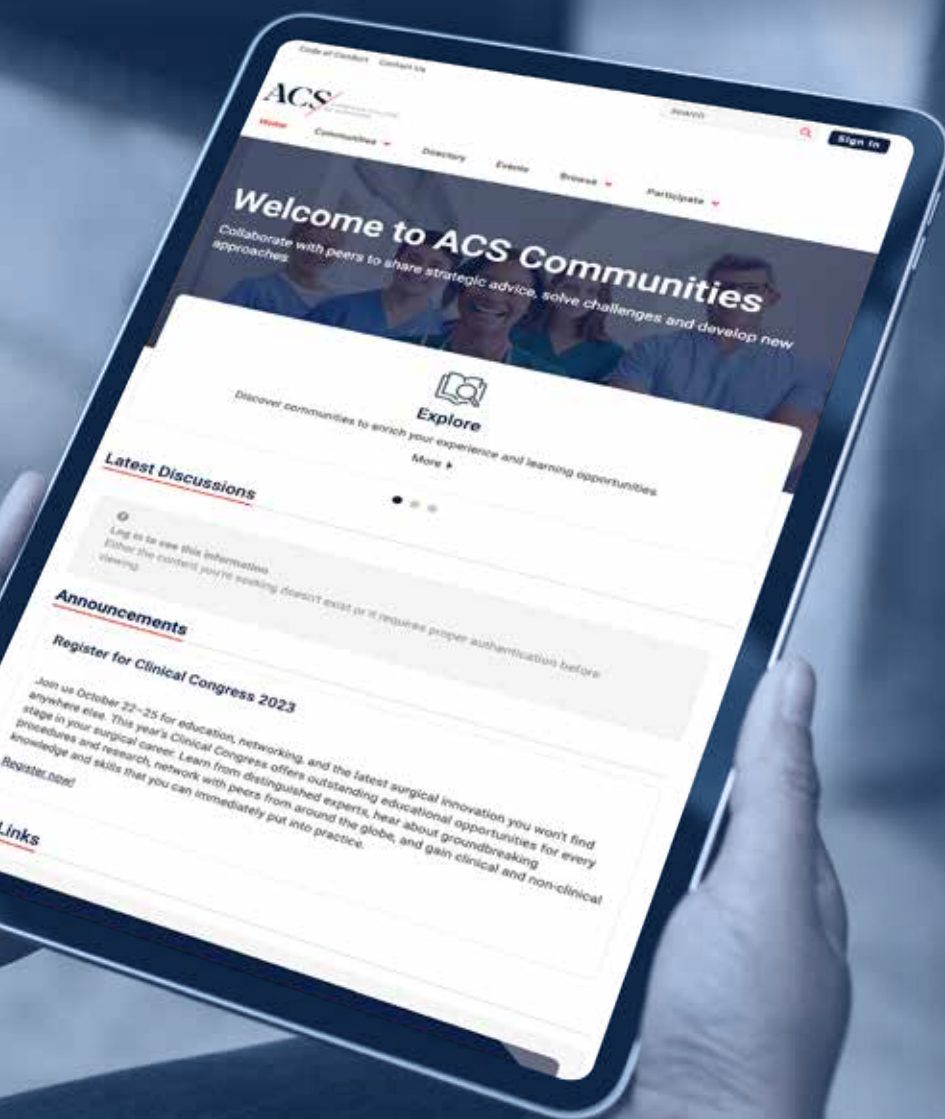 Code of Conduct Contact Us
ACS
Search
Sign In
Home Communities Directory Events Browse Participate
Welcome to ACS Communities
Collaborate with peers to share strategic advice, solve challenges and develop new
approaches
Explore
Discover communities to enrich your experience and learning opportunities
More
Latest Discussions
Log in to see this information
Either the content you're seeking doesn't exist or it requires proper authentication before
viewing.
Announcements
Register for Clinical Congress 2023
Join us October 22–25 for education, networking, and the latest surgical innovation you won't find
anywhere else. This year's Clinical Congress offers outstanding educational opportunities for every
stage in your surgical career. Learn from distinguished experts, hear about groundbreaking
procedures and research, network with peers from around the globe, and gain clinical and non-clinical
knowledge and skills that you can immediately put into practice.
Register now!
Links